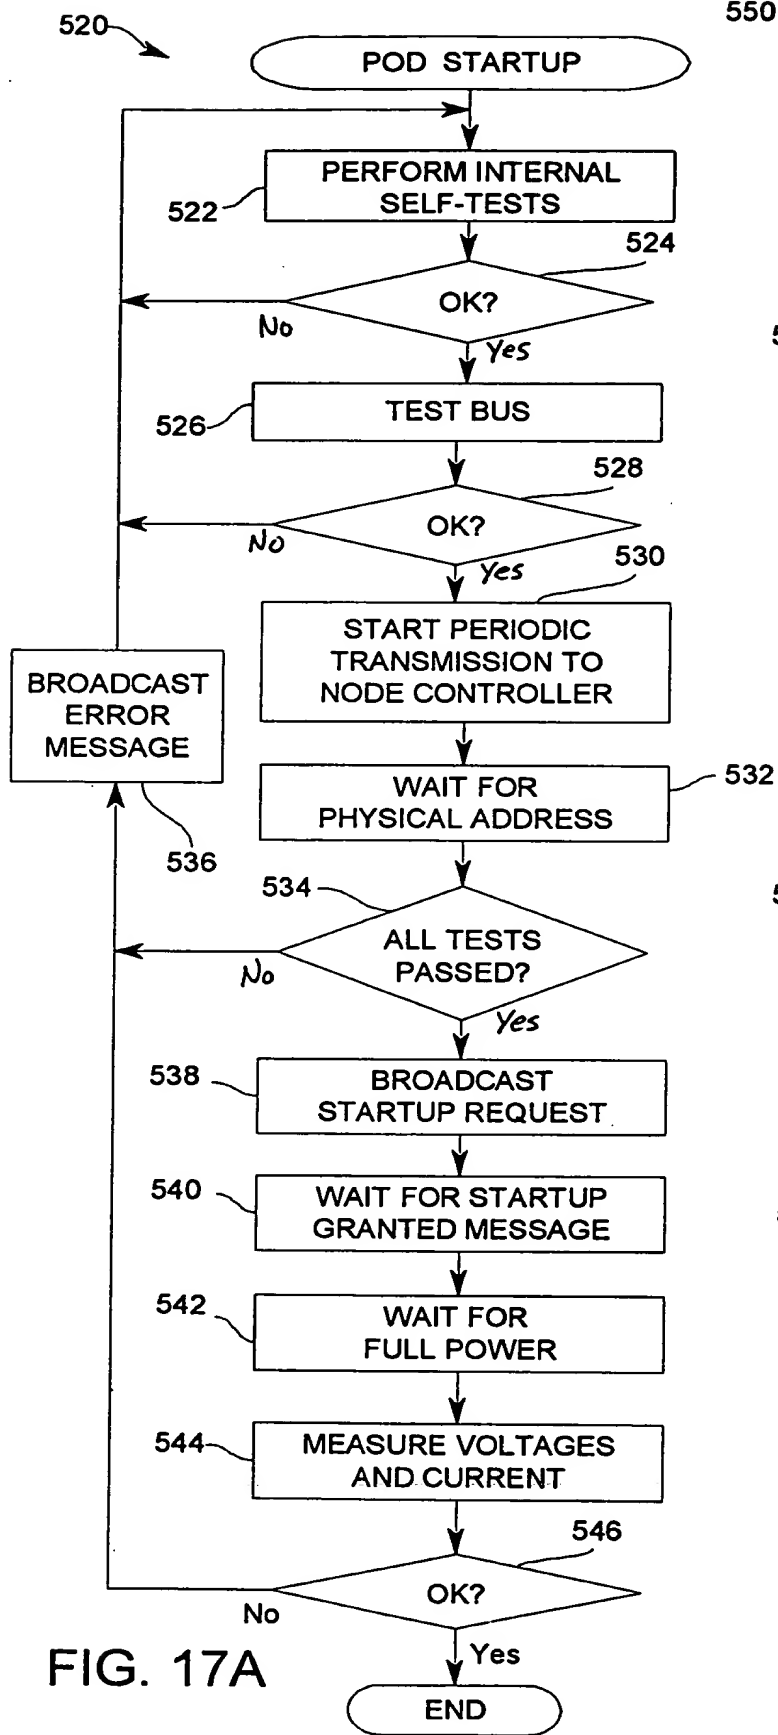 520
550
POD STARTUP
PERFORM INTERNAL
SELF-TESTS
522
524
OK?
No
Yes
5
TEST BUS
526
528
OK?
No
Yes
530
START PERIODIC
TRANSMISSION TO
NODE CONTROLLER
BROADCAST
ERROR
MESSAGE
536
WAIT FOR
PHYSICAL ADDRESS
532
534
5
ALL TESTS
PASSED?
No
Yes
538
BROADCAST
STARTUP REQUEST
540
WAIT FOR STARTUP
GRANTED MESSAGE
542
WAIT FOR
FULL POWER
544
MEASURE VOLTAGES
AND CURRENT
546
OK?
No
Yes
FIG. 17A
END